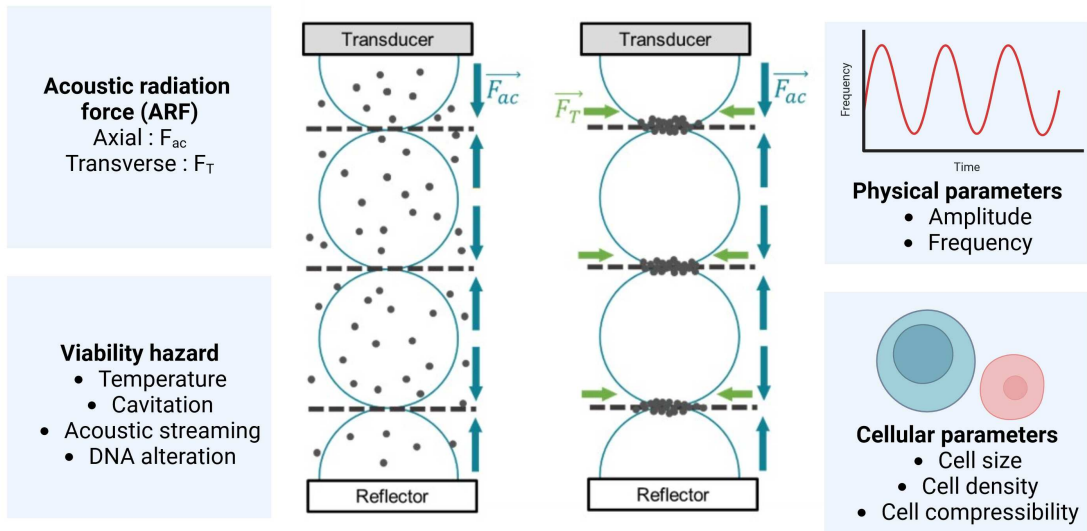 Acoustic radiation
force (ARF)
Axial : Fac
Transverse : FT
Viability hazard
• Temperature
• Cavitation
• Acoustic streaming
• DNA alteration
Transducer
Fac
Reflector
Transducer
FT
Fac
Reflector
Frequency
Time
Physical parameters
• Amplitude
• Frequency
Cellular parameters
• Cell size
• Cell density
• Cell compressibility